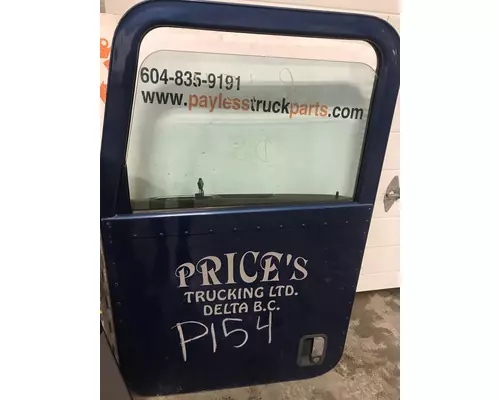 604-835-9191
www.paylesstruckparts.com
PRICE'S
TRUCKING LTD.
DELTA B.C.
P154